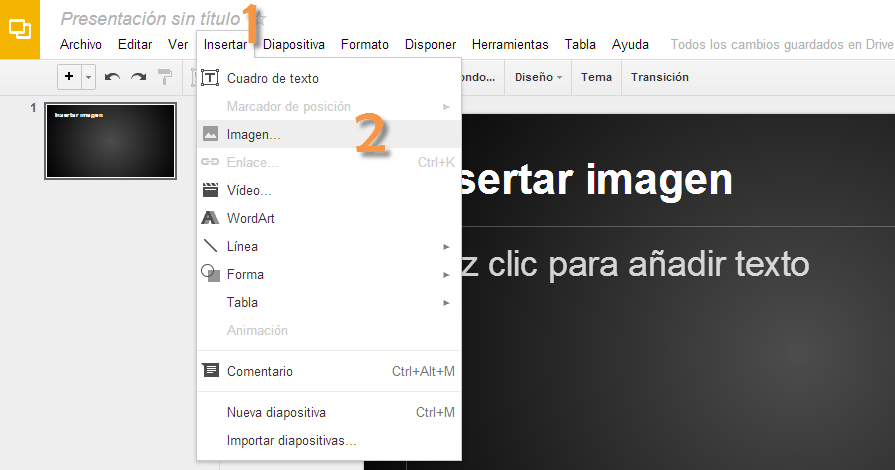 Presentación sin título
1
Archivo Editar Ver Insertar Diapositiva Formato Disponer Herramientas Tabla Ayuda Todos los cambios guardados en Drive
ondo... Diseño Tema Transición
1
Insertar imagen
Cuadro de texto
Marcador de posición
Imagen...
2
Enlace... Ctrl+K
Vídeo...
WordArt
Línea
Forma
Tabla
Animación
Comentario Ctrl+Alt+M
Nueva diapositiva Ctrl+M
Importar diapositivas...
sertar imagen
z clic para añadir texto